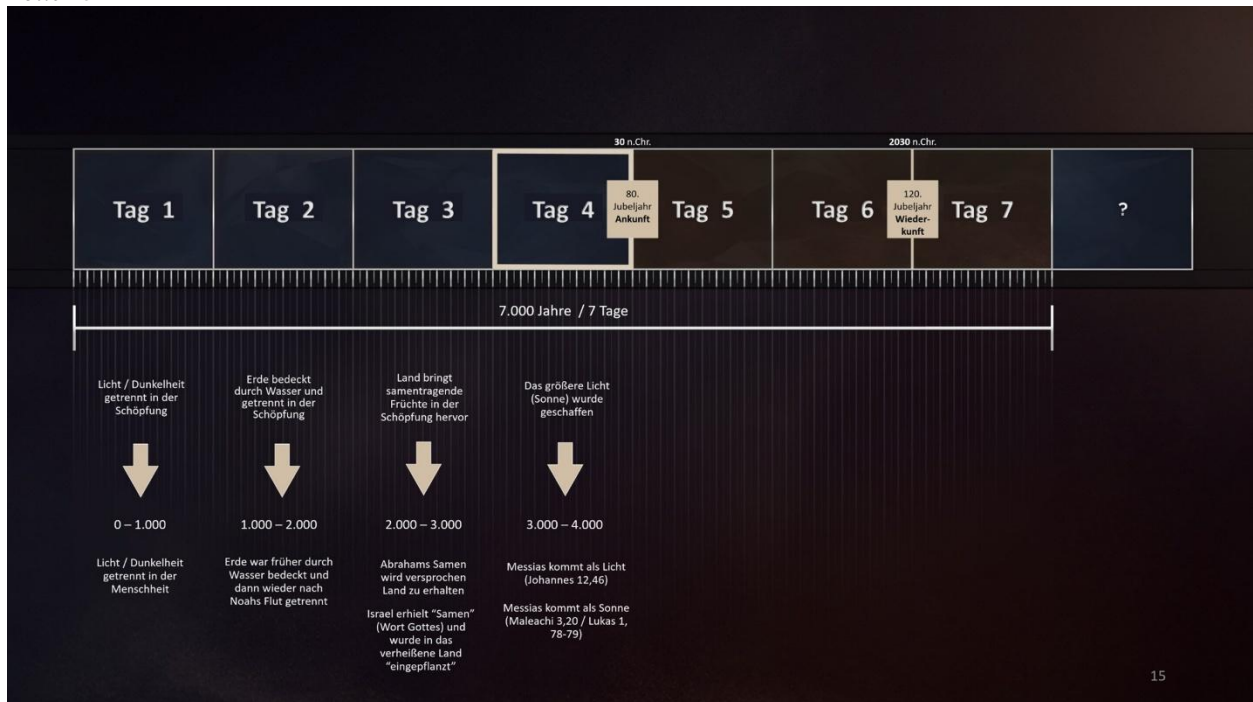 30 n.Chr.
2030 n.Chr.
Tag 1
Tag 2
Tag 3
Tag 4
80.
Jubeljahr
Ankunft
Tag 5
Tag 6
120.
Jubeljahr
Wieder-
kunft
Tag 7
?
7.000 Jahre / 7 Tage
Licht / Dunkelheit
getrennt in der
Schöpfung
0 – 1.000
Licht / Dunkelheit
getrennt in der
Menschheit
Erde bedeckt
durch Wasser und
getrennt in der
Schöpfung
1.000 – 2.000
Erde war früher durch
Wasser bedeckt und
dann wieder nach
Noahs Flut getrennt
Land bringt
samentragende
Früchte in der
Schöpfung hervor
2.000 – 3.000
Abrahams Samen
wird versprochen
Land zu erhalten
Israel erhielt "Samen"
(Wort Gottes) und
wurde in das
verheißene Land
"eingepflanzt"
Das größere Licht
(Sonne) wurde
geschaffen
3.000 – 4.000
Messias kommt als Licht
(Johannes 12,46)
Messias kommt als Sonne
(Maleachi 3,20 / Lukas 1,
78-79)
15